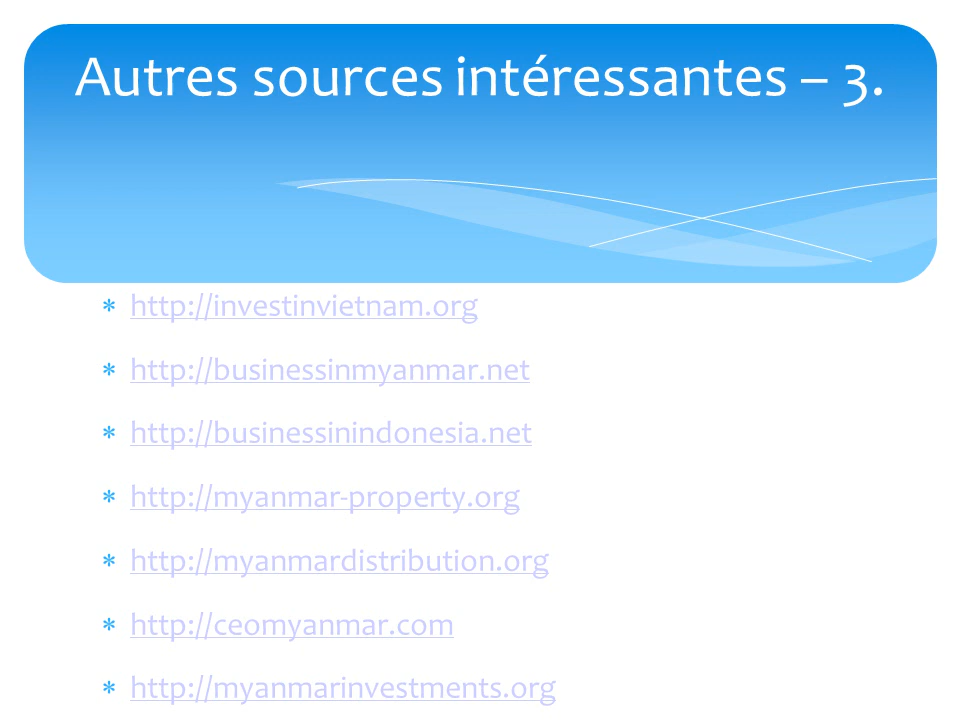 Autres sources intéressantes – 3.
* http://investinvietnam.org
* http://businessinmyanmar.net
* http://businessinindonesia.net
* http://myanmar-property.org
* http://myanmardistribution.org
* http://ceomyanmar.com
* http://myanmarinvestments.org